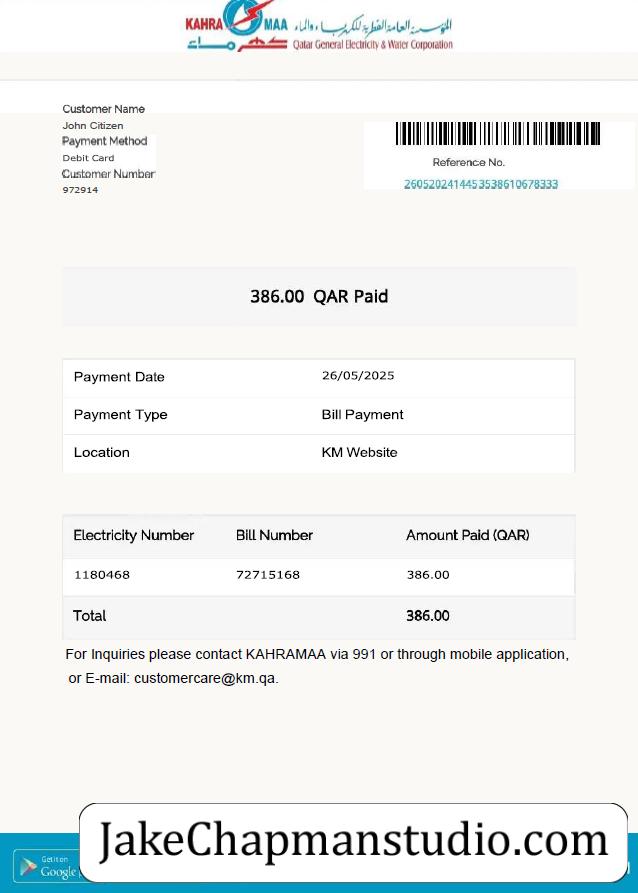 KAHRA MAA
المؤسسة العامة القطرية للكهرباء والماء
كهرماء
Qatar General Electricity & Water Corporation
Customer Name
John Citizen
Payment Method
Debit Card
Customer Number
972914
Reference No.
2605202414453538610678333
386.00 QAR Paid
Payment Date 26/05/2025
Payment Type Bill Payment
Location KM Website
Electricity Number Bill Number Amount Paid (QAR)
1180468 72715168 386.00
Total 386.00
For Inquiries please contact KAHRAMAA via 991 or through mobile application,
or E-mail: customercare@km.qa.
JakeChapmanstudio.com
Get it on
Google